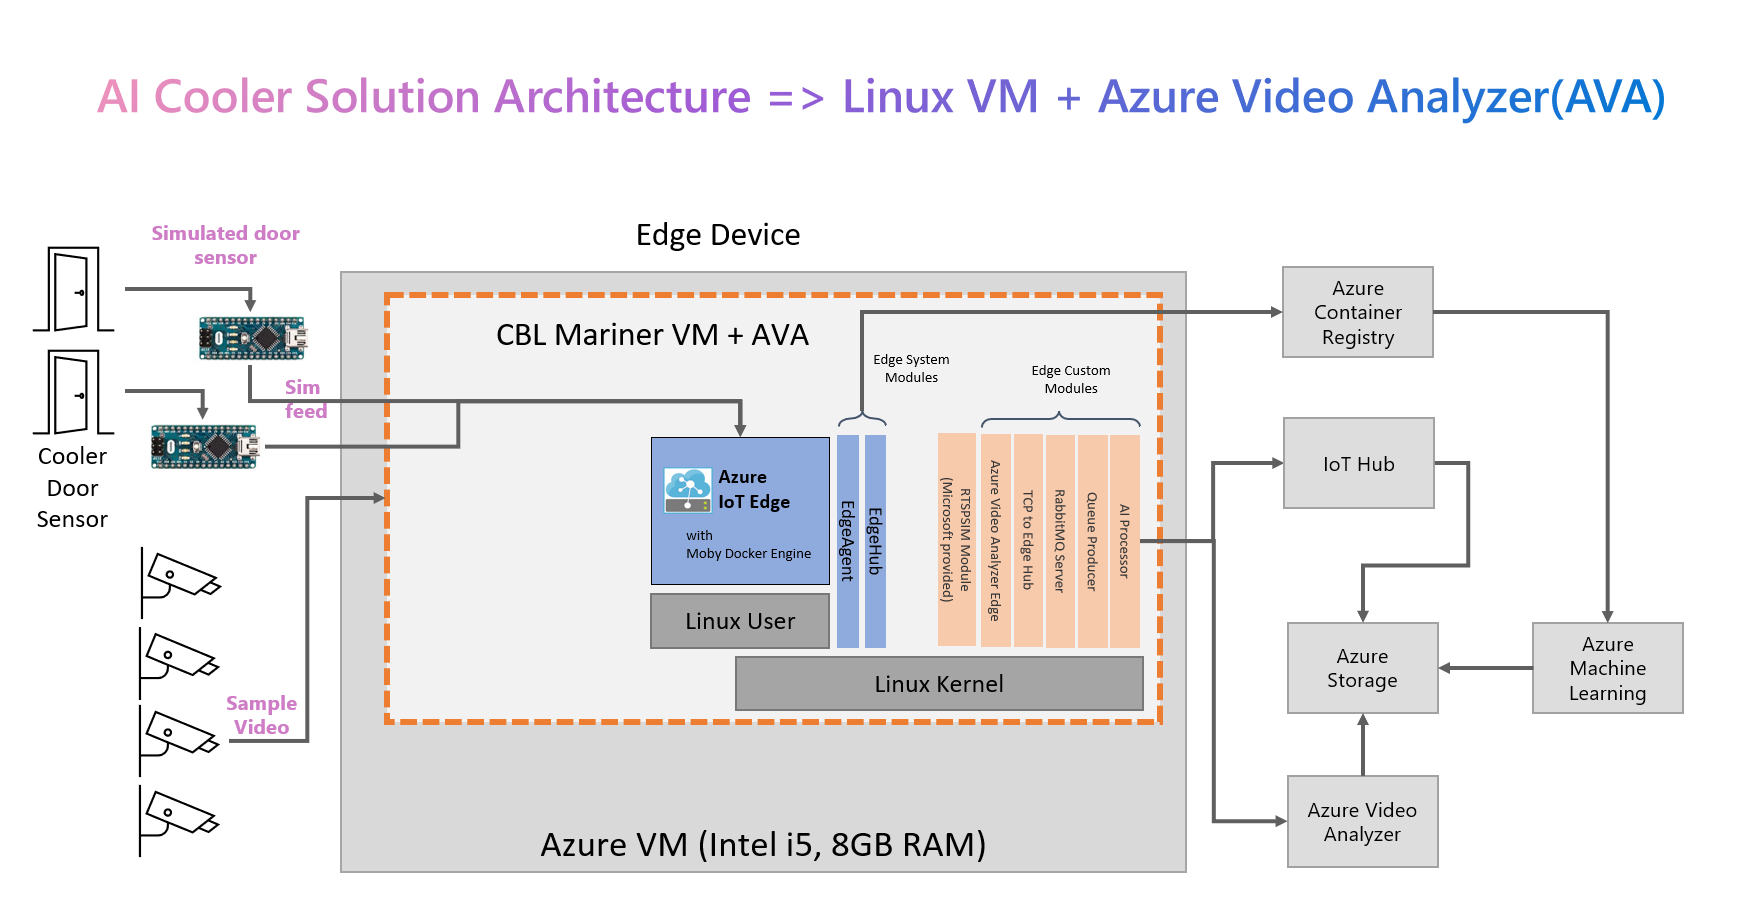 AI Cooler Solution Architecture => Linux VM + Azure Video Analyzer(AVA)
Simulated door
sensor
Sim
feed
Cooler
Door
Sensor
Sample
Video
Edge Device
CBL Mariner VM + AVA
Edge System
Modules
Edge Custom
Modules
Azure
IoT Edge
with
Moby Docker Engine
EdgeAgent
EdgeHub
RTSPSIM Module
(Microsoft provided)
Azure Video Analyzer Edge
TCP to Edge Hub
RabbitMQ Server
Queue Producer
AI Processor
Linux User
Linux Kernel
Azure VM (Intel i5, 8GB RAM)
Azure
Container
Registry
IoT Hub
Azure
Storage
Azure
Machine
Learning
Azure Video
Analyzer